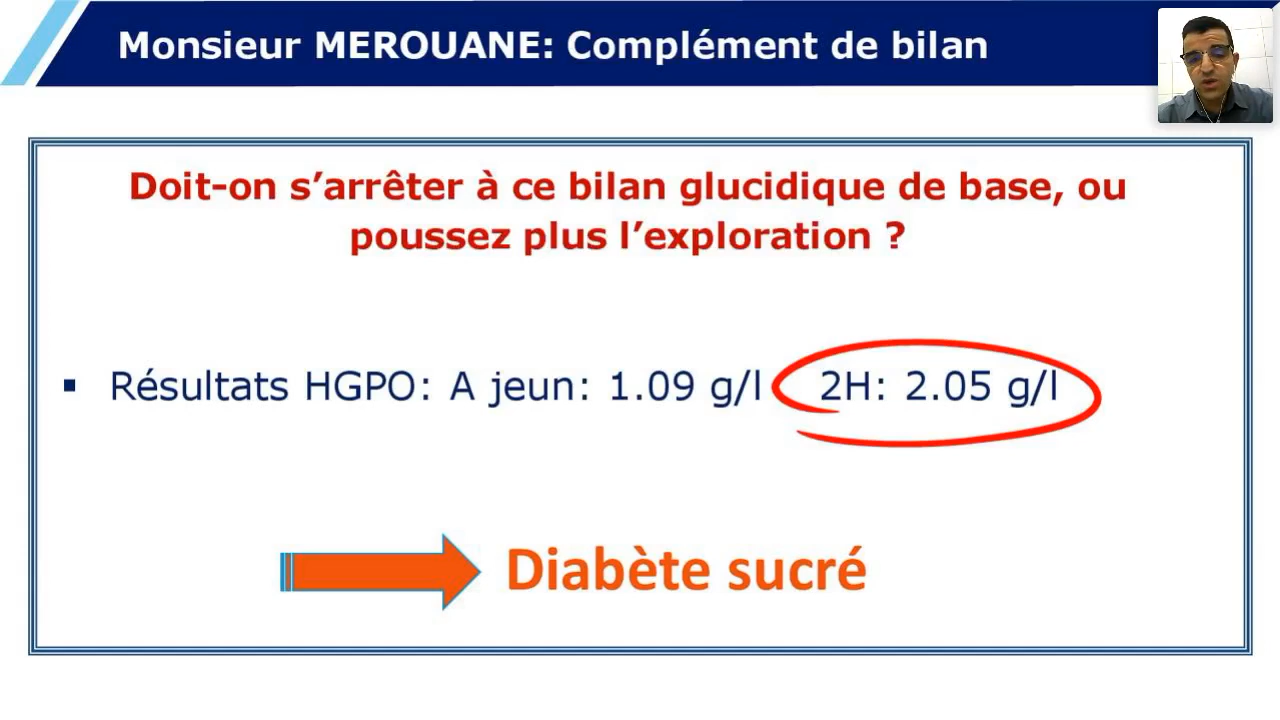 Monsieur MEROUANE: Complément de bilan
Doit-on s’arrêter à ce bilan glucidique de base, ou
poussez plus l’exploration ?
▪ Résultats HGPO: A jeun: 1.09 g/l 2H: 2.05 g/l
Diabète sucré